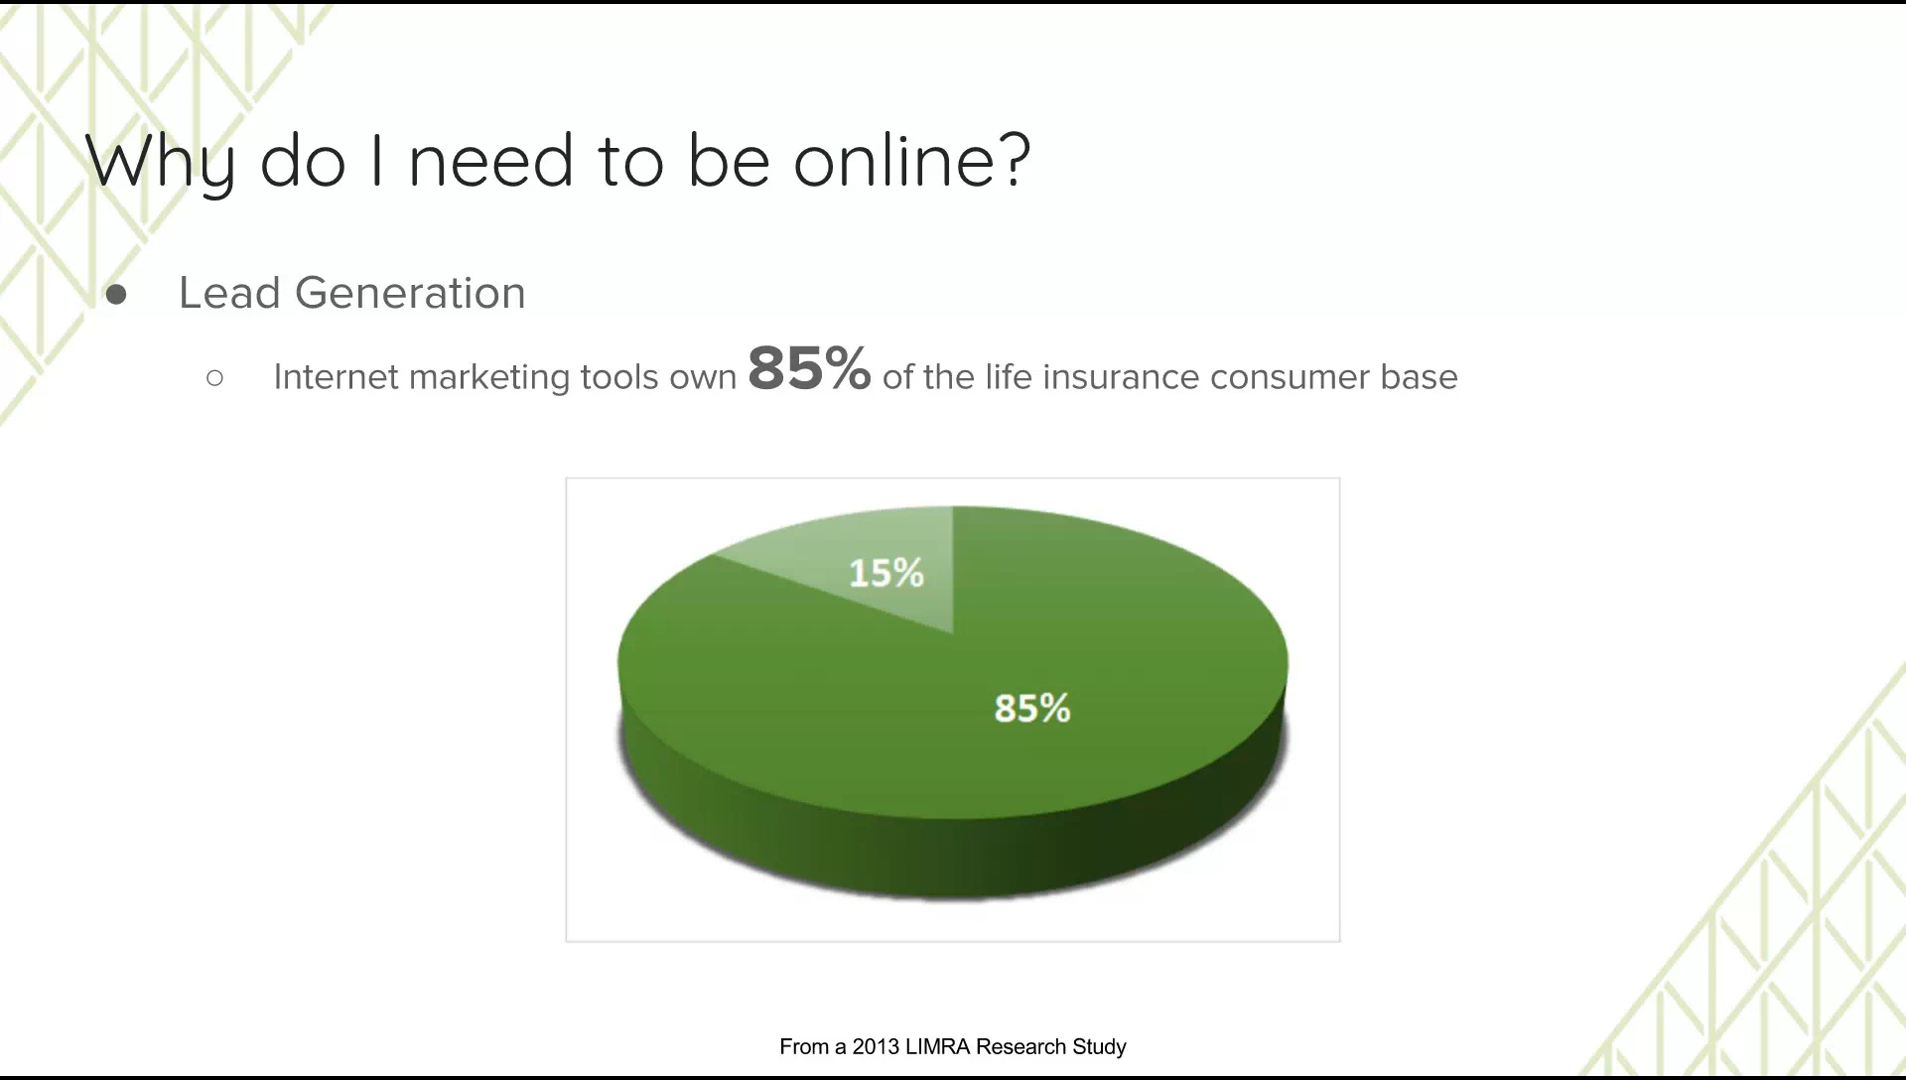 Why do I need to be online?
● Lead Generation
○ Internet marketing tools own 85% of the life insurance consumer base
15%
85%
From a 2013 LIMRA Research Study